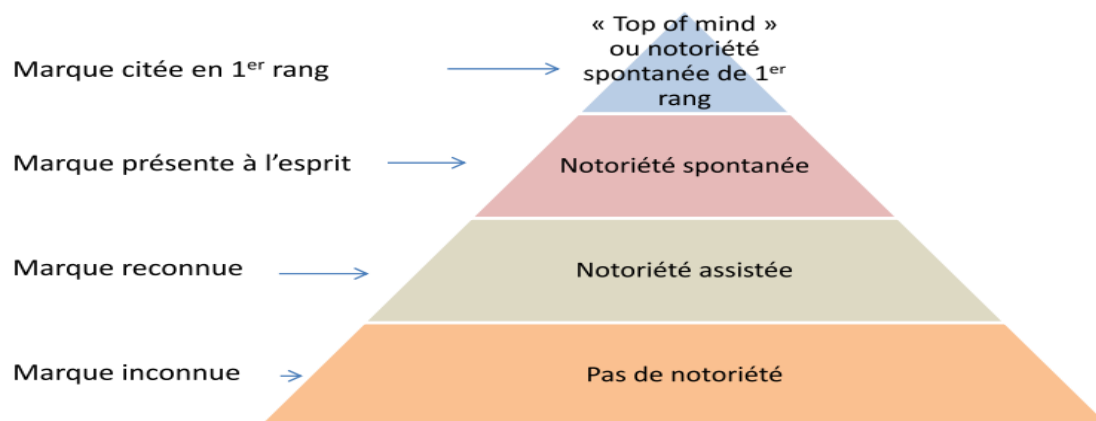 « Top of mind »
ou notoriété
Marque citée en 1er rang
spontanée de 1er
rang
Marque présente à l’esprit
Notoriété spontanée
Marque reconnue
Notoriété assistée
Marque inconnue
Pas de notoriété